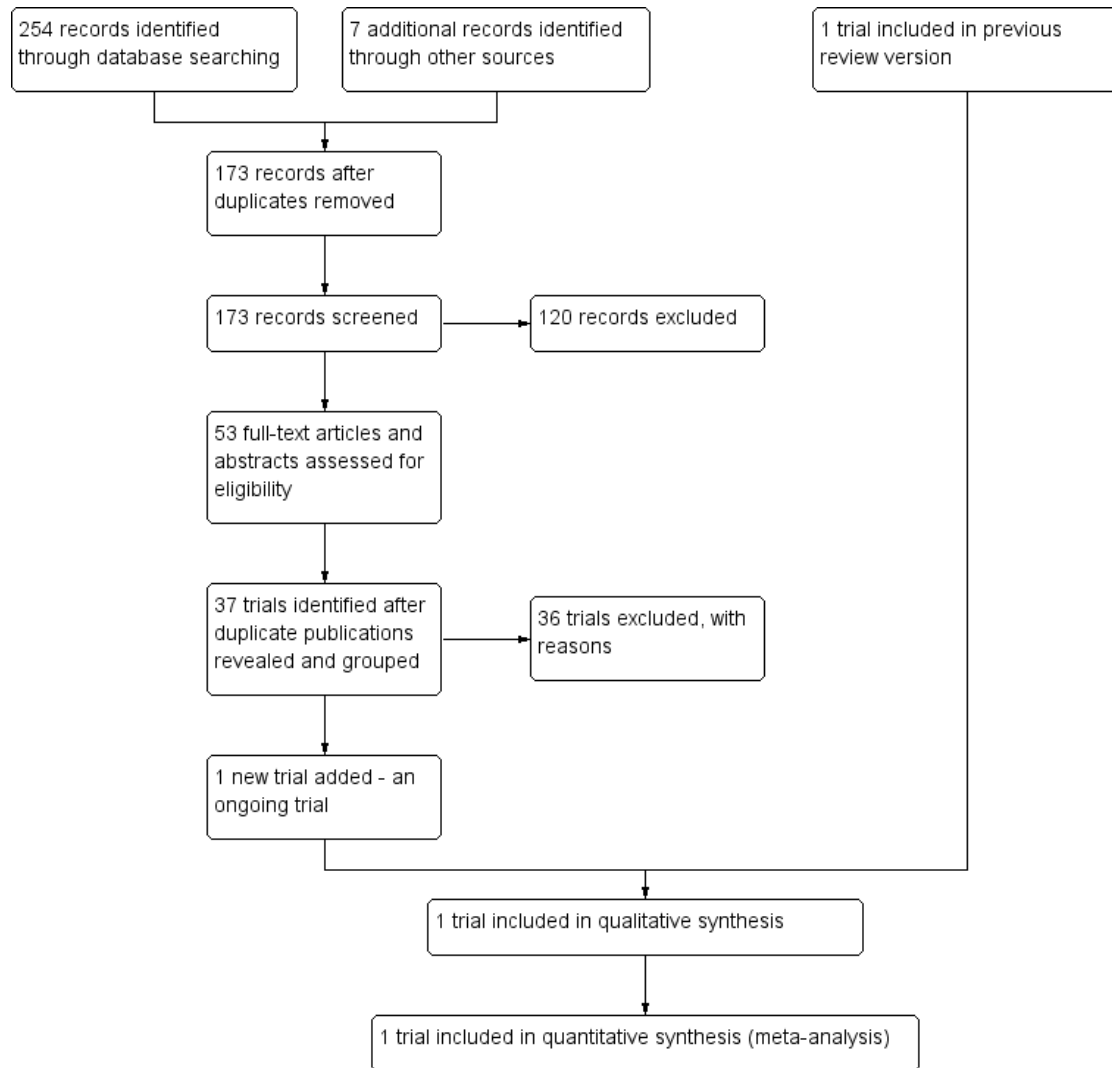 254 records identified
through database searching
7 additional records identified
through other sources
1 trial included in previous
review version
173 records after
duplicates removed
173 records screened
120 records excluded
53 full-text articles and
abstracts assessed for
eligibility
37 trials identified after
duplicate publications
revealed and grouped
36 trials excluded, with
reasons
1 new trial added - an
ongoing trial
1 trial included in qualitative synthesis
1 trial included in quantitative synthesis (meta-analysis)